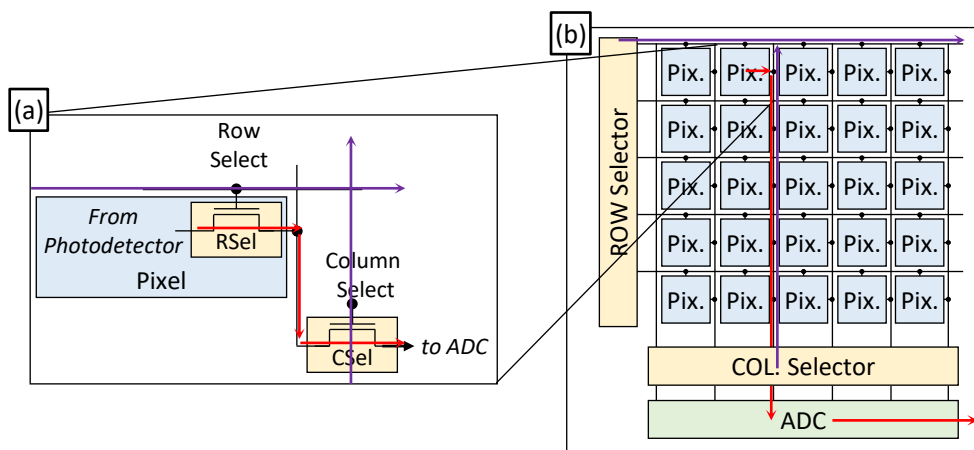 (a)
Row
Select
From
Photodetector
RSel
Pixel
Column
Select
CSel
to ADC
(b)
ROW Selector
Pix. Pix. Pix. Pix. Pix.
Pix. Pix. Pix. Pix. Pix.
Pix. Pix. Pix. Pix. Pix.
Pix. Pix. Pix. Pix. Pix.
Pix. Pix. Pix. Pix. Pix.
COL. Selector
ADC